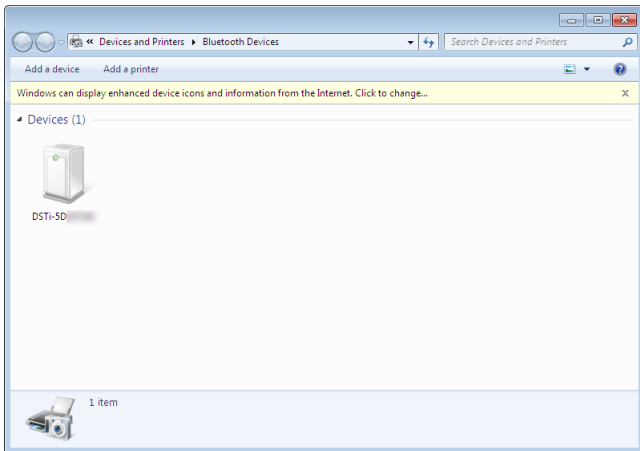 « Devices and Printers ▸ Bluetooth Devices
Search Devices and Printers
Add a device Add a printer
Windows can display enhanced device icons and information from the Internet. Click to change...
Devices (1)
DSTi-5D
1 item